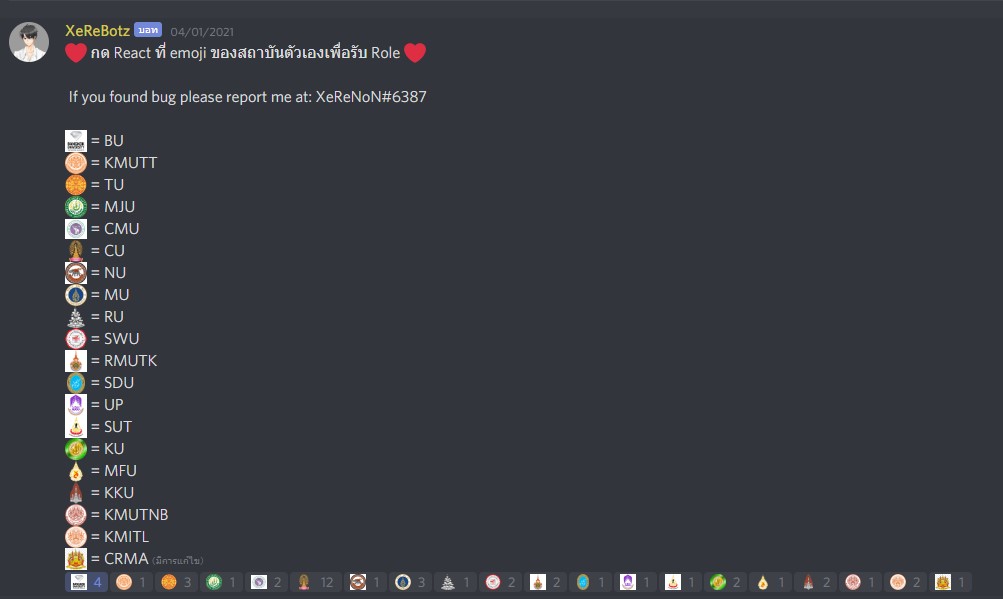 XeReBotz บอท 04/01/2021
กด React ที่ emoji ของสถาบันตัวเองเพื่อรับ Role
If you found bug please report me at: XeReNoN#6387
= BU
= KMUTT
= TU
= MJU
= CMU
= CU
= NU
= MU
= RU
= SWU
= RMUTK
= SDU
= UP
= SUT
= KU
= MFU
= KKU
= KMUTNB
= KMITL
= CRMA (มีการแก้ไข)
4 1 3 1 2 12 1 3 1 2 2 1 1 1 2 1 2 1 2 1